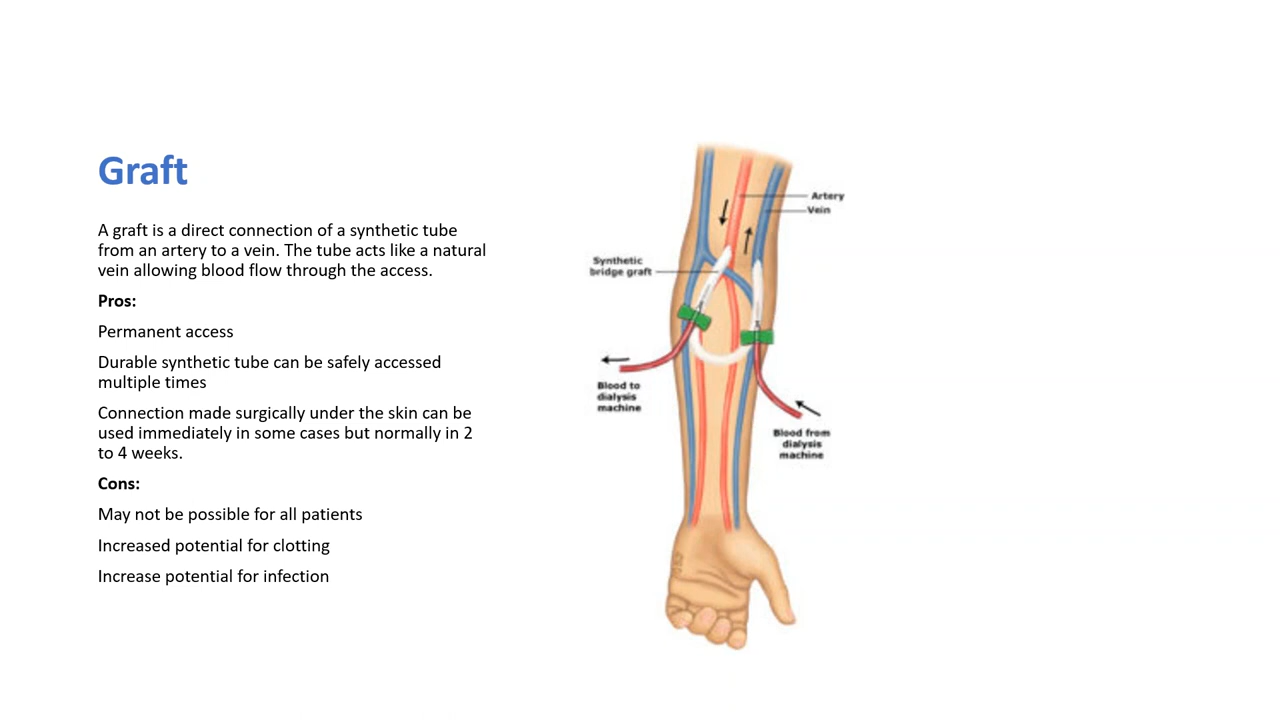 Graft
A graft is a direct connection of a synthetic tube
from an artery to a vein. The tube acts like a natural
vein allowing blood flow through the access.
Pros:
Permanent access
Durable synthetic tube can be safely accessed
multiple times
Connection made surgically under the skin can be
used immediately in some cases but normally in 2
to 4 weeks.
Cons:
May not be possible for all patients
Increased potential for clotting
Increase potential for infection
Artery
Vein
Synthetic
bridge graft
Blood to
dialysis
machine
Blood from
dialysis
machine